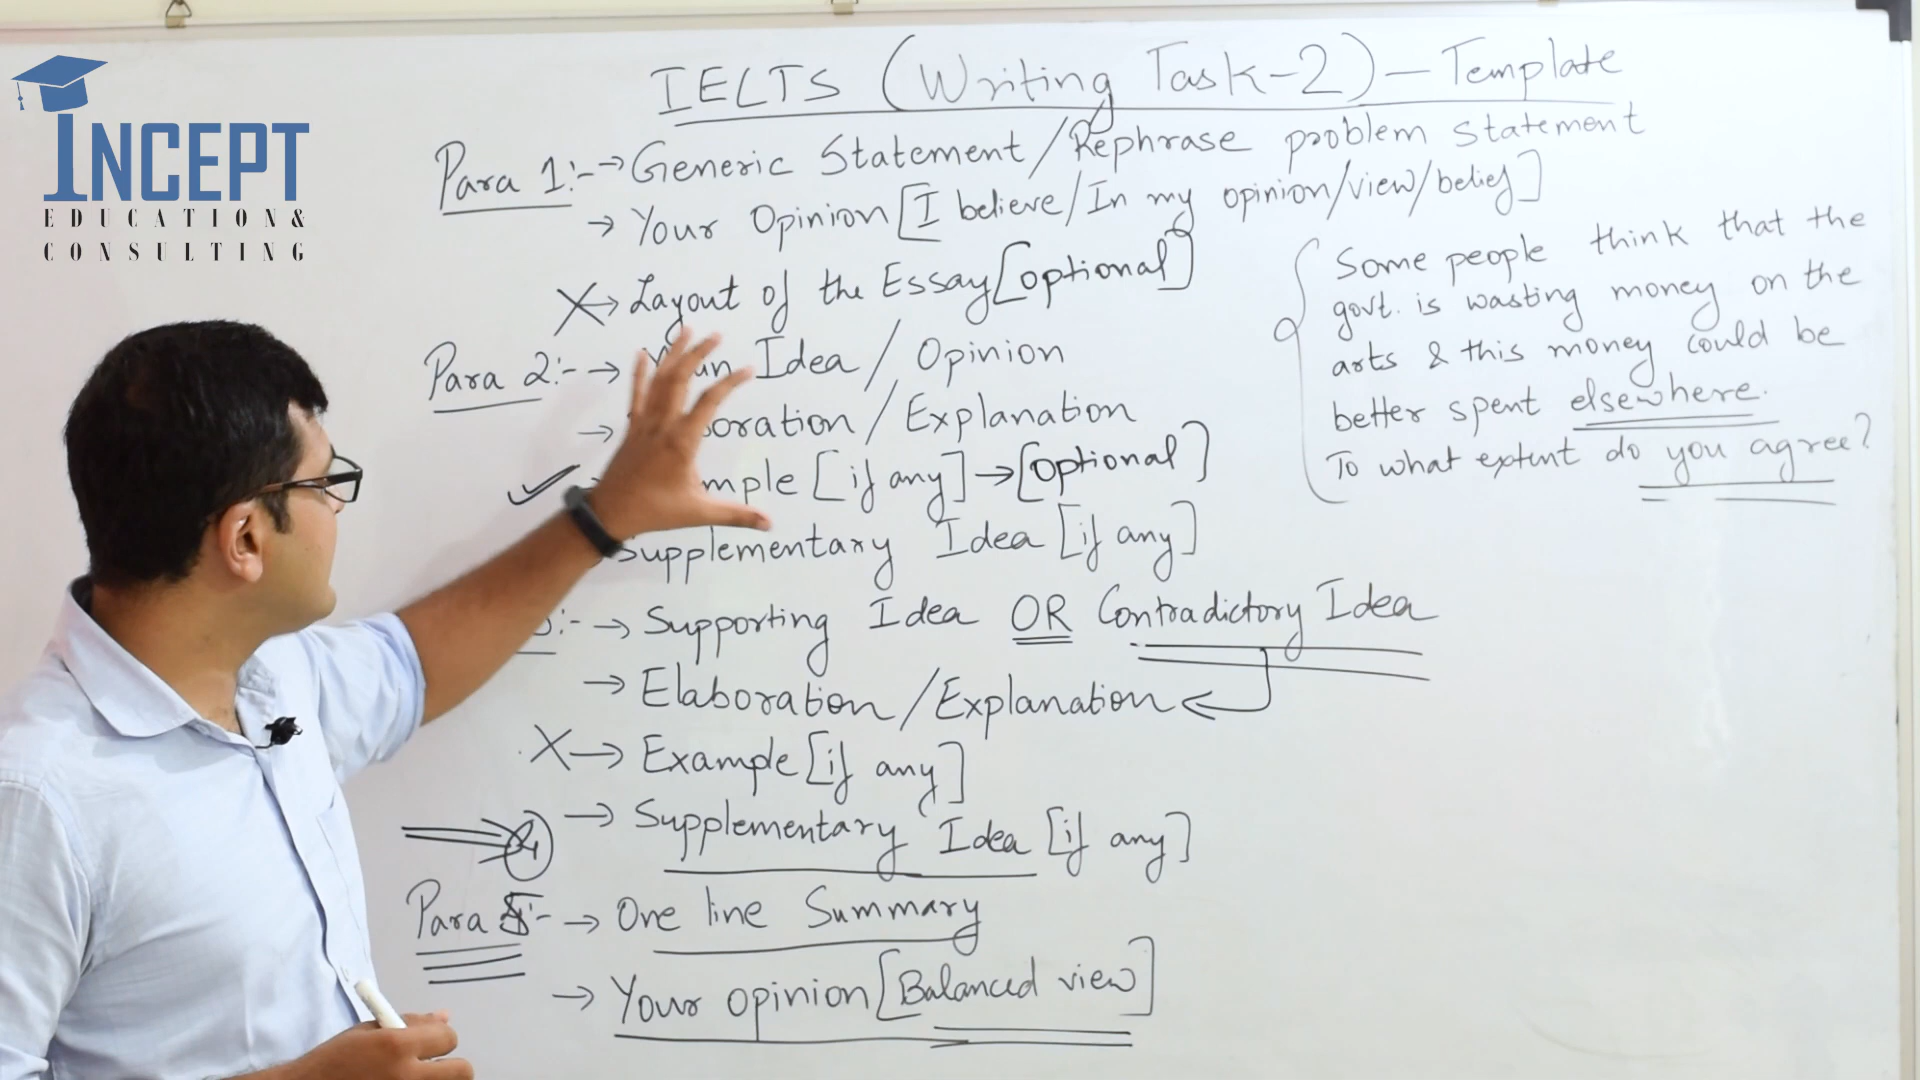 INCEPT
EDUCATION &
CONSULTING
IELTS (Writing Task-2) - Template
Para 1:- → Generic Statement / Rephrase problem statement
→ Your Opinion [I believe/In my opinion/view/belief]
X → Layout of the Essay [optional]
Para 2:- → Idea / Opinion
→ / Explanation
✓ [if any] → [Optional]
Supplementary Idea [if any]
:- → Supporting Idea OR Contradictory Idea
→ Elaboration / Explanation
X → Example [if any]
→ Supplementary Idea [if any]
Para 5:- → One line Summary
→ Your opinion [Balanced view]
Some people think that the
govt. is wasting money on the
arts & this money could be
better spent elsewhere.
To what extent do you agree?